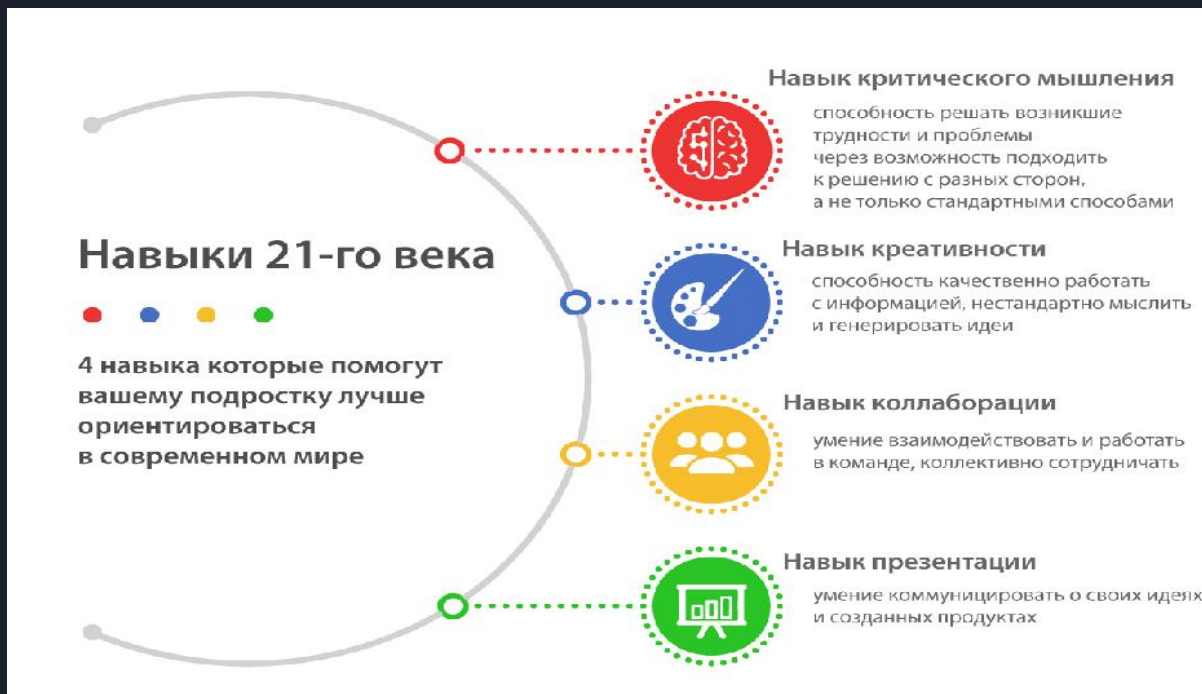 Навыки 21-го века
4 навыка которые помогут
вашему подростку лучше
ориентироваться
в современном мире
Навык критического мышления
способность решать возникшие
трудности и проблемы
через возможность подходить
к решению с разных сторон,
а не только стандартными способами
Навык креативности
способность качественно работать
с информацией, нестандартно мыслить
и генерировать идеи
Навык коллаборации
умение взаимодействовать и работать
в команде, коллективно сотрудничать
Навык презентации
умение коммуницировать о своих идеях
и созданных продуктах